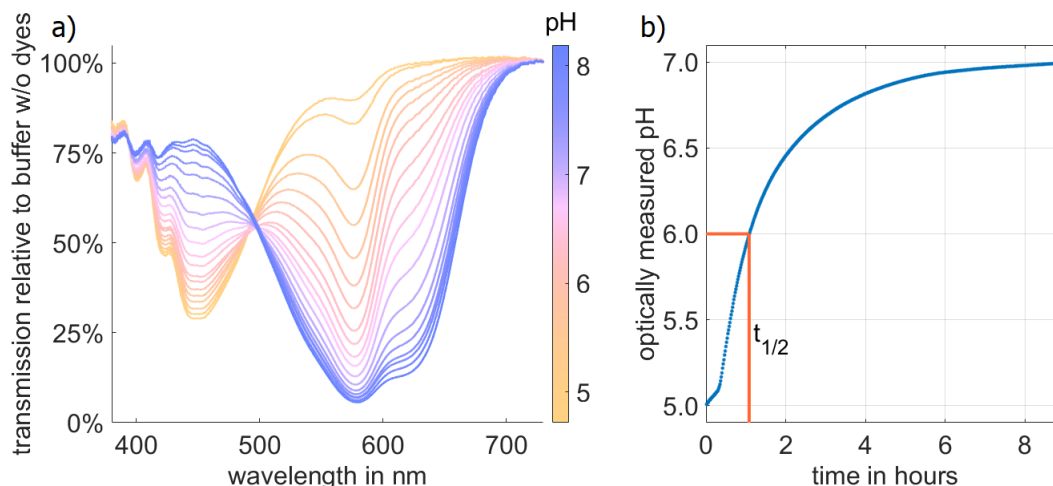 a)
transmission relative to buffer w/o dyes
100%
75%
50%
25%
0%
400
500
600
700
wavelength in nm
pH
8
7
6
5
b)
optically measured pH
7.0
6.5
6.0
5.5
5.0
t1/2
0
2
4
6
8
time in hours